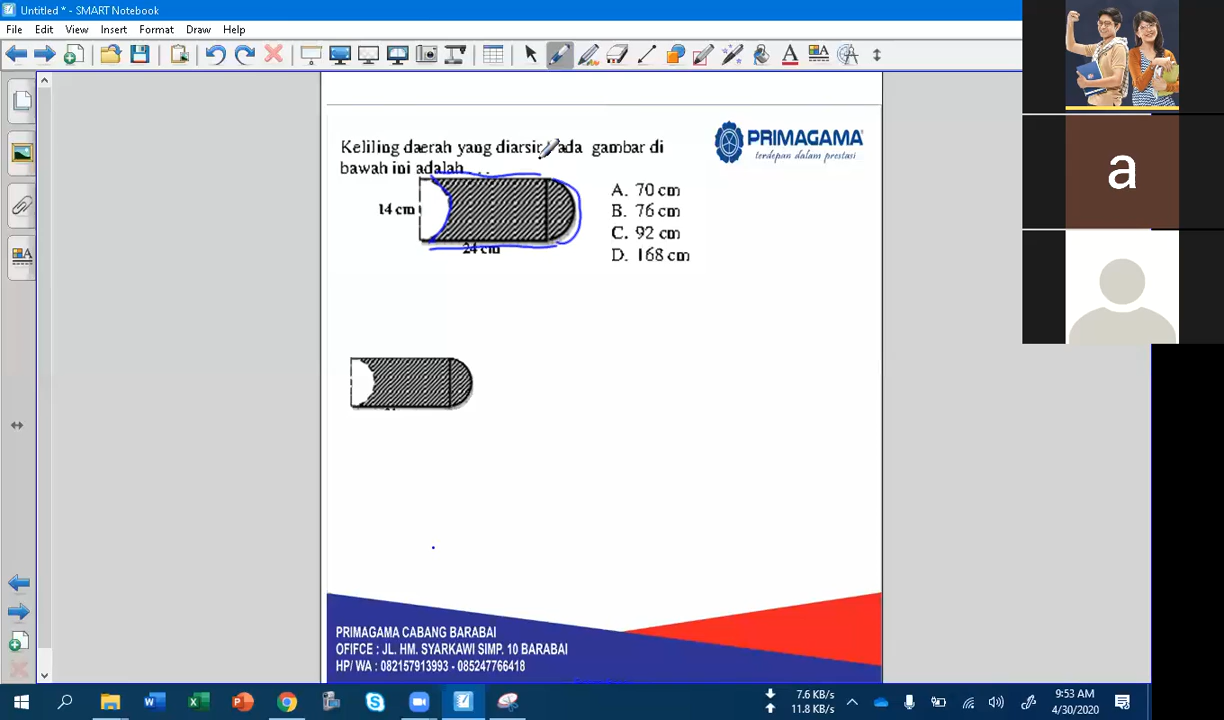 Untitled * - SMART Notebook
File Edit View Insert Format Draw Help
Keliling daerah yang diarsir gambar di
bawah ini adalah . . .
PRIMAGAMA
terdepan dalam prestasi
14 cm
24 cm
A. 70 cm
B. 76 cm
C. 92 cm
D. 168 cm
a
PRIMAGAMA CABANG BARABAI
OFIFCE : JL. HM. SYARKAWI SIMP. 10 BARABAI
HP/ WA : 082157913993 - 085247766418
7.6 KB/s
11.8 KB/s
9:53 AM
4/30/2020